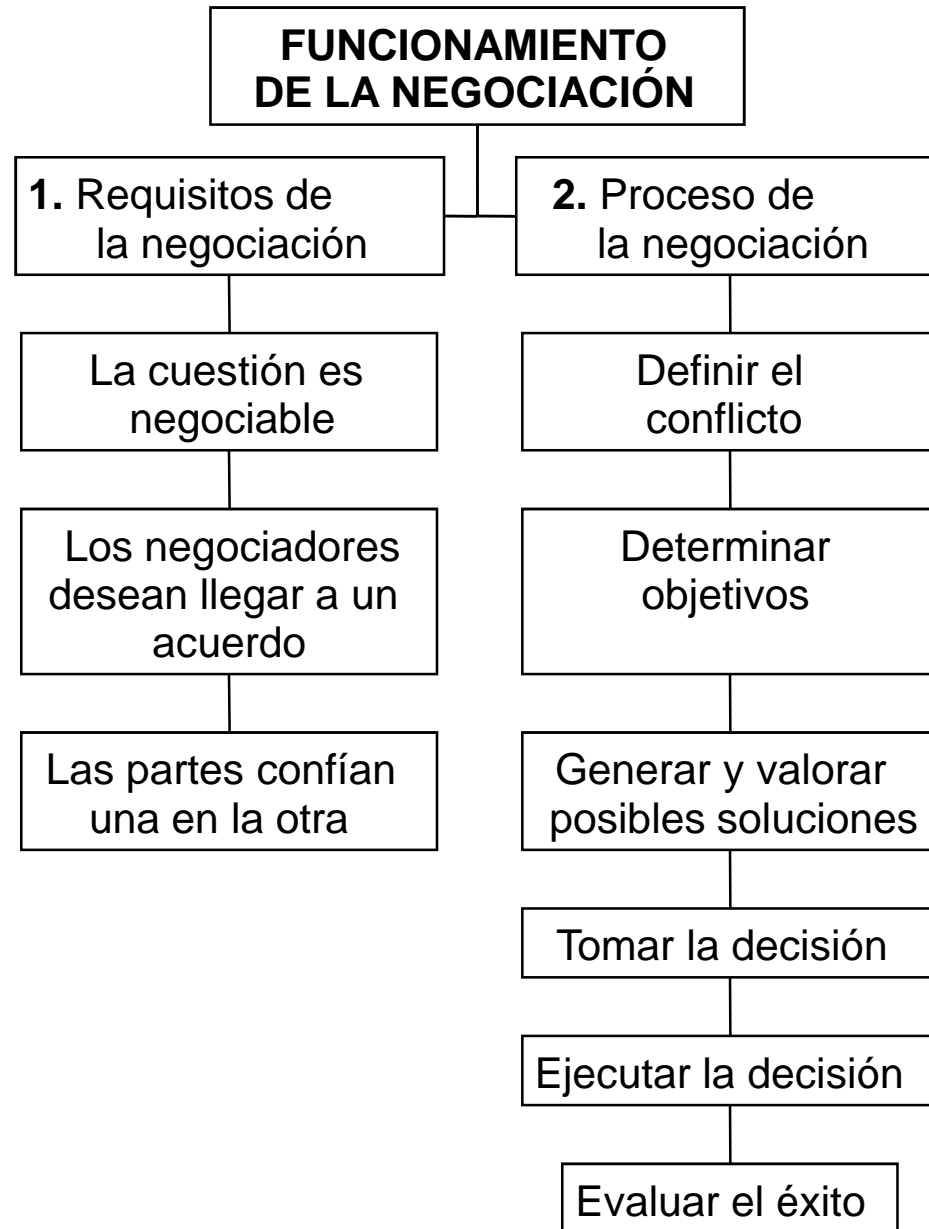 FUNCIONAMIENTO
DE LA NEGOCIACIÓN
1. Requisitos de
la negociación
La cuestión es
negociable
Los negociadores
desean llegar a un
acuerdo
Las partes confían
una en la otra
2. Proceso de
la negociación
Definir el
conflicto
Determinar
objetivos
Generar y valorar
posibles soluciones
Tomar la decisión
Ejecutar la decisión
Evaluar el éxito